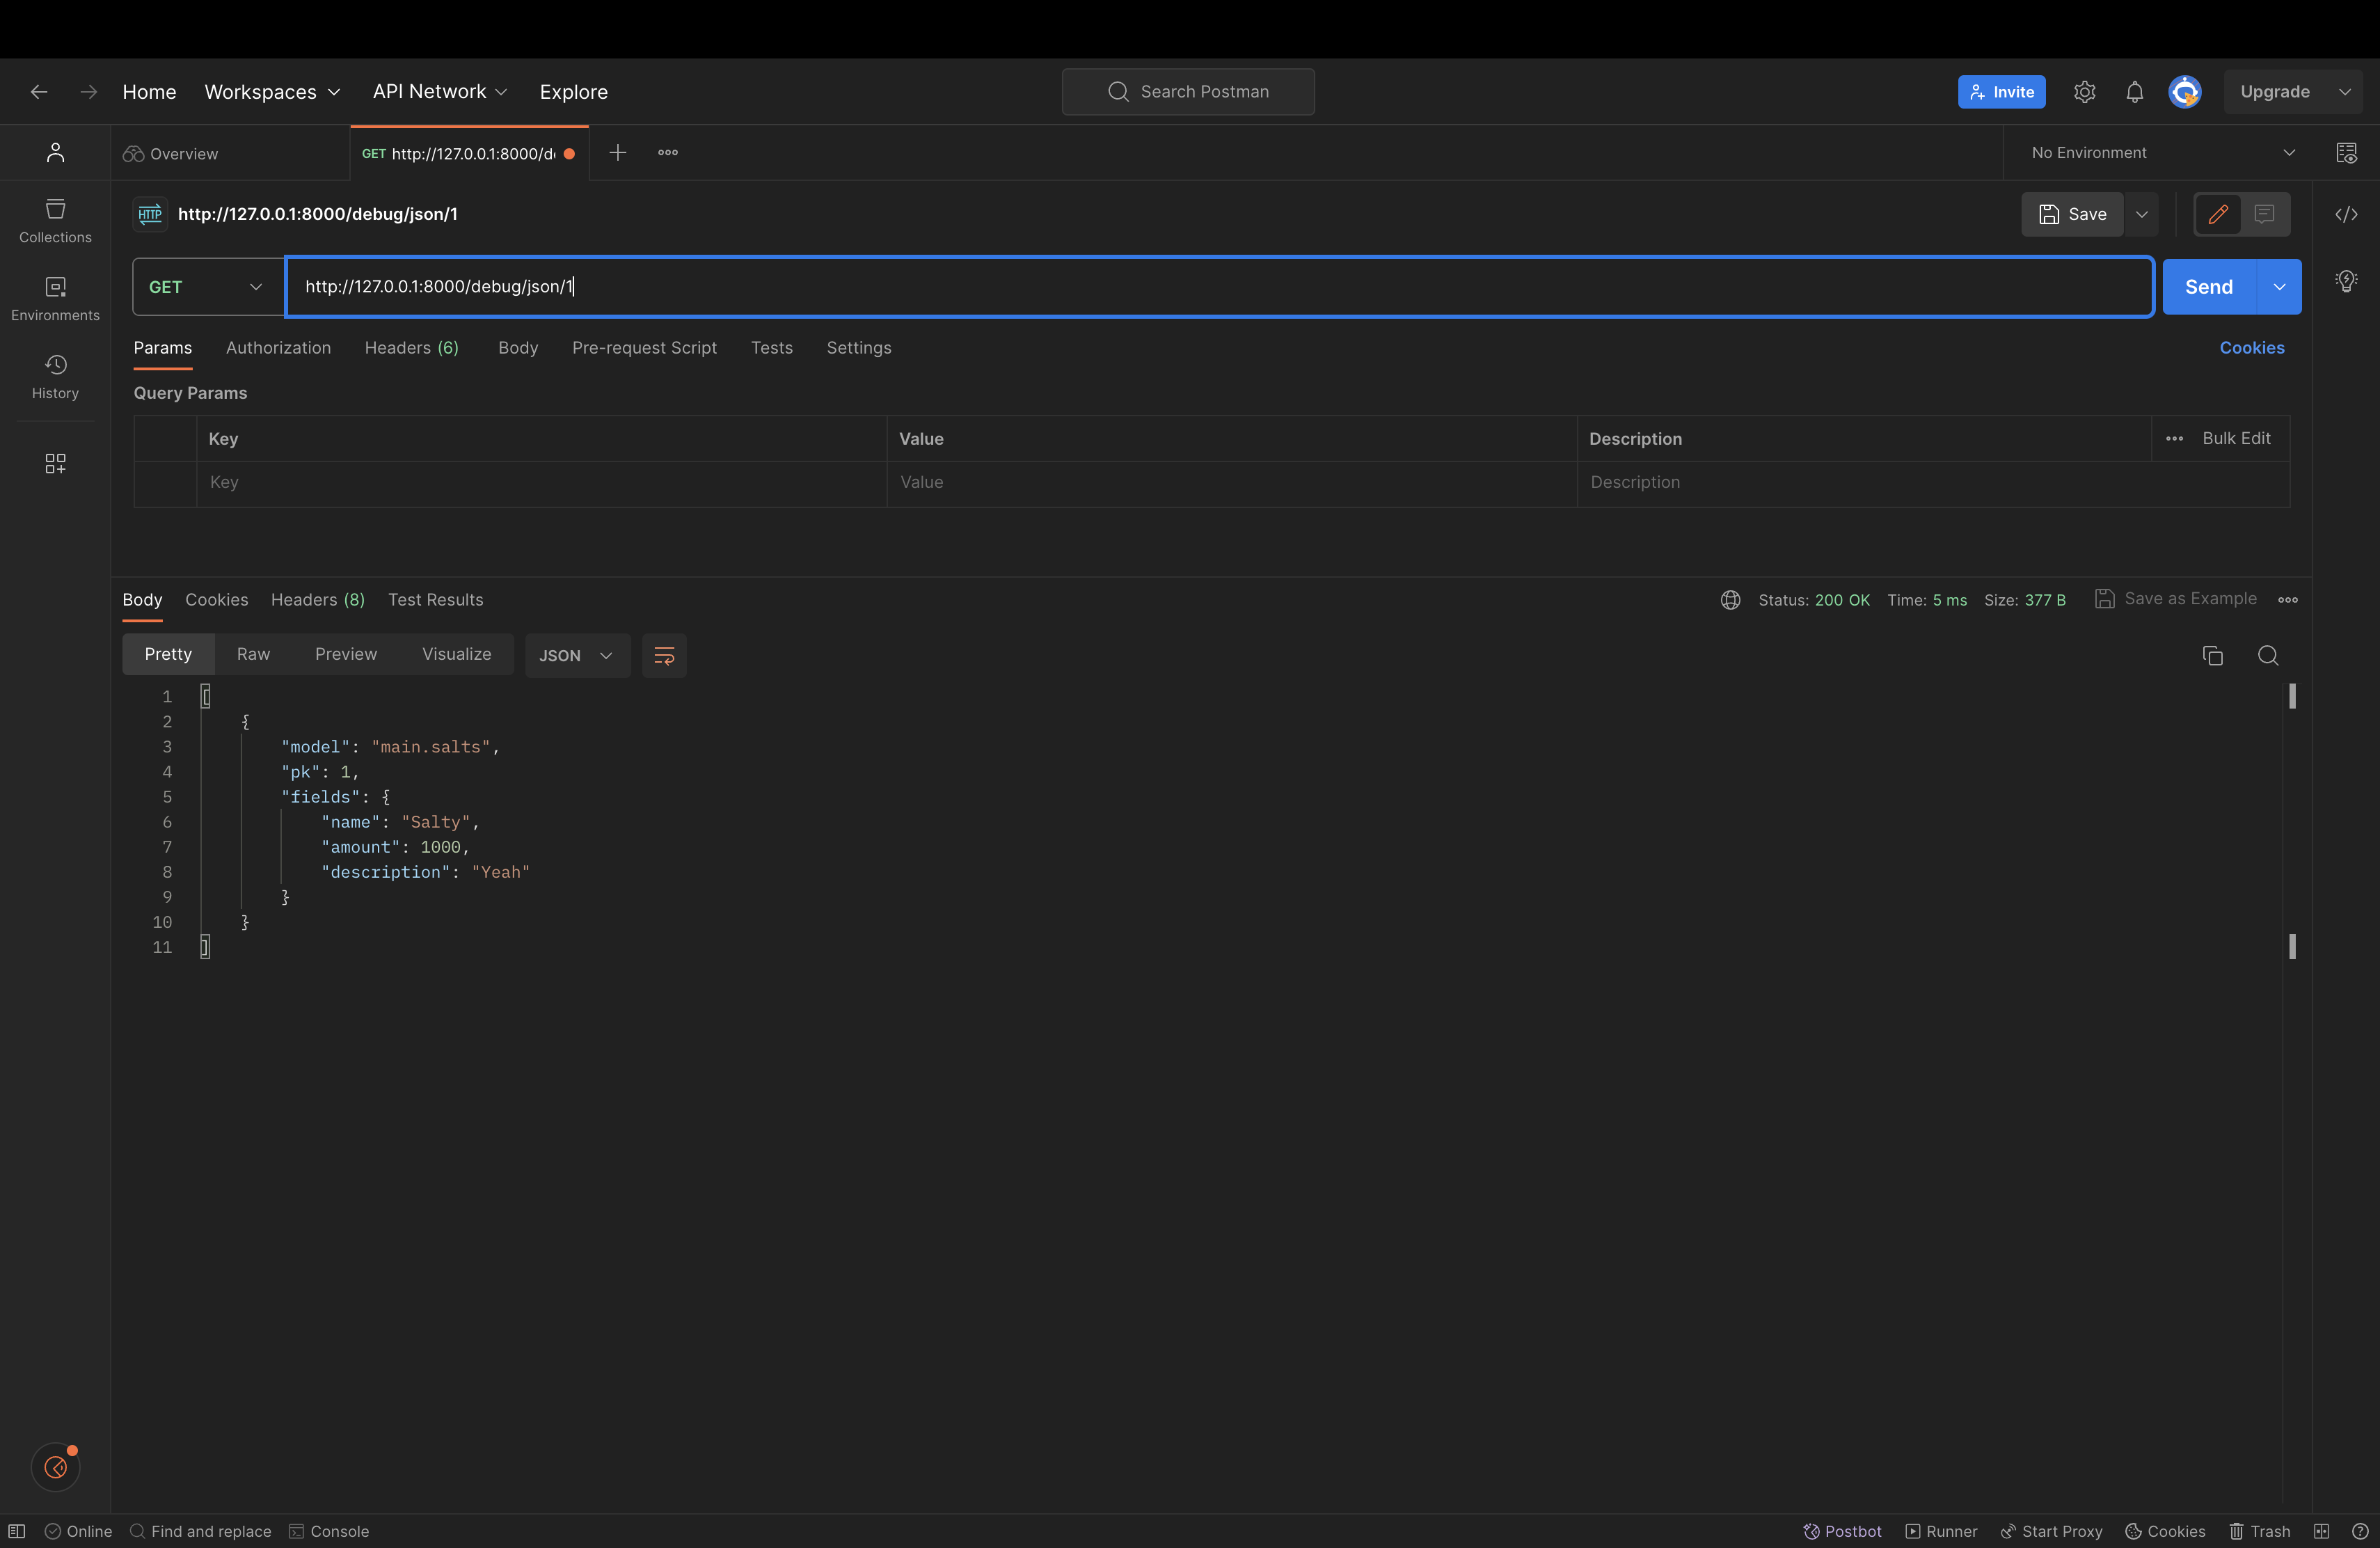 Home Workspaces API Network Explore Search Postman Invite Upgrade
Overview GET http://127.0.0.1:8000/de No Environment
HTTP http://127.0.0.1:8000/debug/json/1 Save
Collections
GET http://127.0.0.1:8000/debug/json/1 Send
Environments
Params Authorization Headers (6) Body Pre-request Script Tests Settings Cookies
History
Query Params
Key Value Description Bulk Edit
Key Value Description
Body Cookies Headers (8) Test Results Status: 200 OK Time: 5 ms Size: 377 B Save as Example
Pretty Raw Preview Visualize JSON
1 [
2 {
3 "model": "main.salts",
4 "pk": 1,
5 "fields": {
6 "name": "Salty",
7 "amount": 1000,
8 "description": "Yeah"
9 }
10 }
11 ]
Online Find and replace Console Postbot Runner Start Proxy Cookies Trash